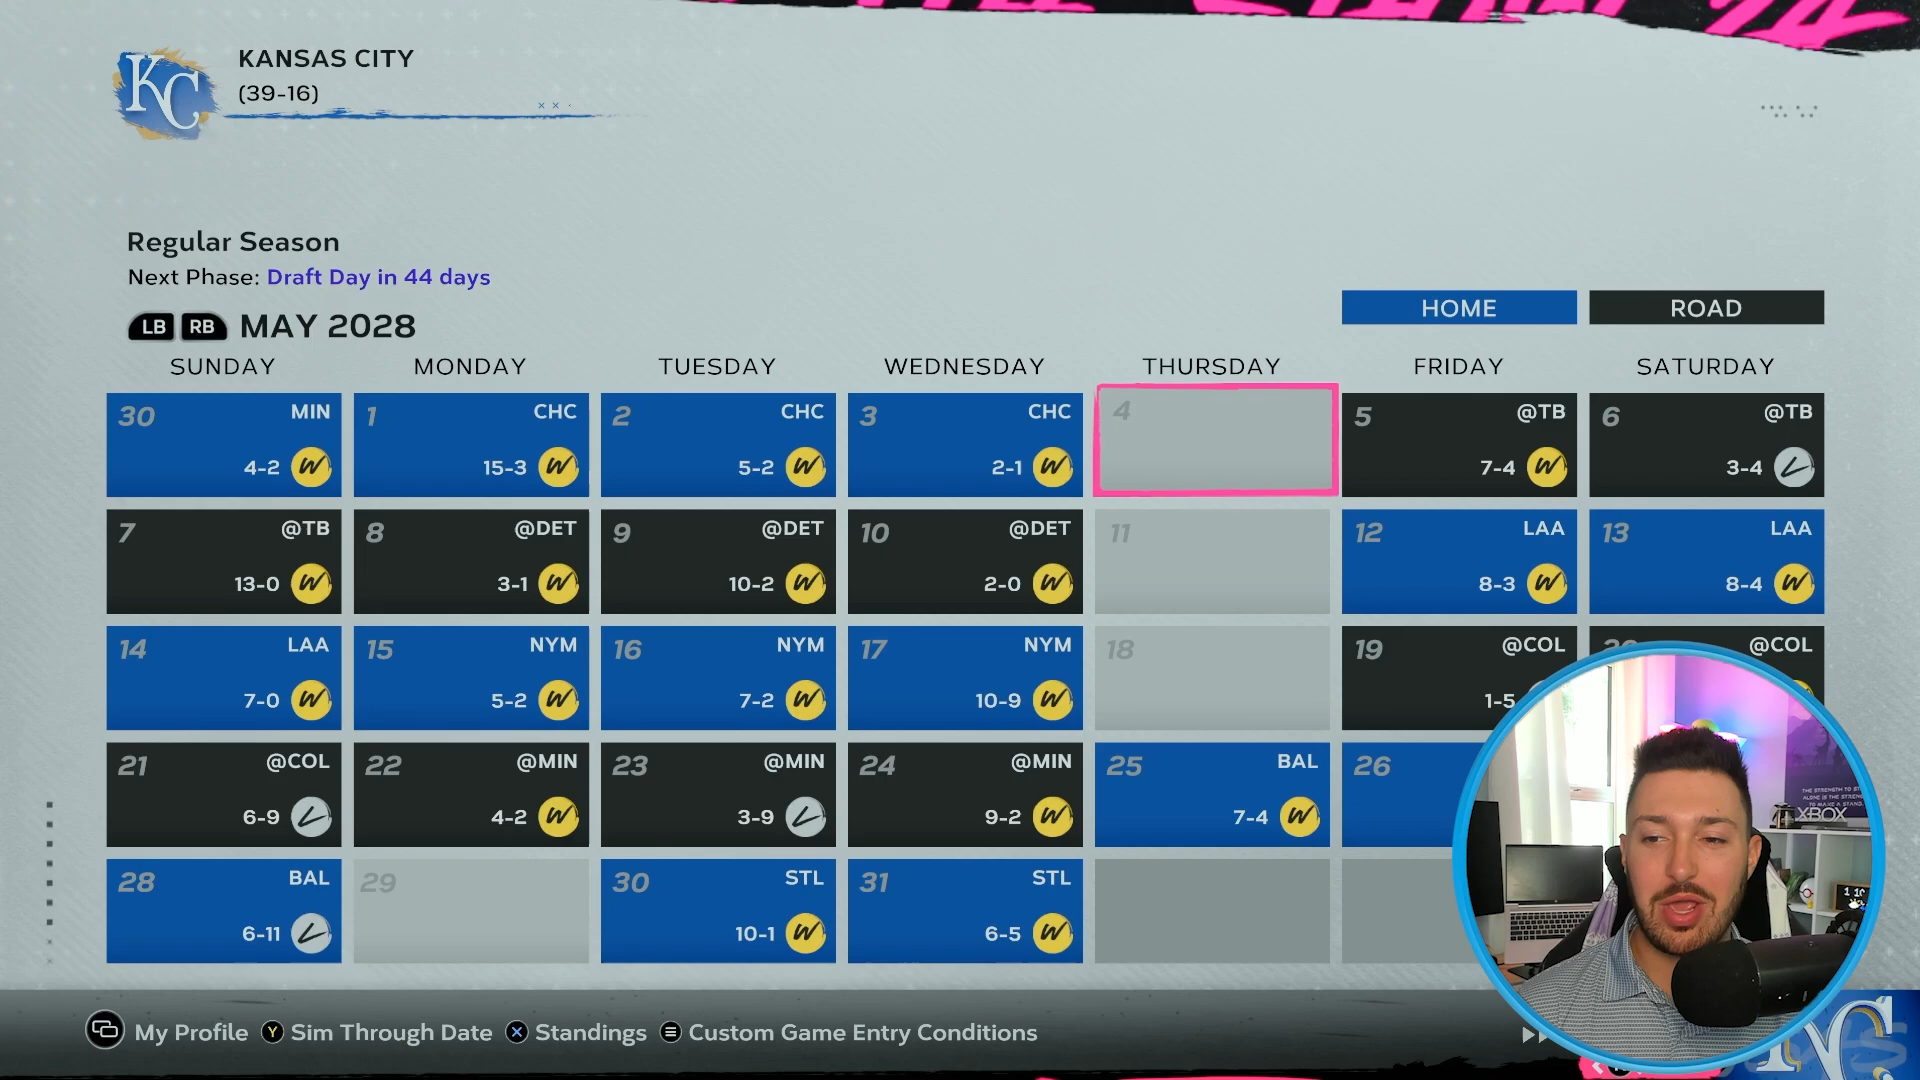 KANSAS CITY
(39-16)
Regular Season
Next Phase: Draft Day in 44 days
LB RB MAY 2028
HOME ROAD
SUNDAY MONDAY TUESDAY WEDNESDAY THURSDAY FRIDAY SATURDAY
30 MIN 1 CHC 2 CHC 3 CHC 4 5 @TB 6 @TB
4-2 W 15-3 W 5-2 W 2-1 W 7-4 W 3-4 L
7 @TB 8 @DET 9 @DET 10 @DET 11 12 LAA 13 LAA
13-0 W 3-1 W 10-2 W 2-0 W 8-3 W 8-4 W
14 LAA 15 NYM 16 NYM 17 NYM 18 19 @COL @COL
7-0 W 5-2 W 7-2 W 10-9 W 1-5
21 @COL 22 @MIN 23 @MIN 24 @MIN 25 BAL 26
6-9 L 4-2 W 3-9 L 9-2 W 7-4 W
28 BAL 29 30 STL 31 STL
6-11 L 10-1 W 6-5 W
XBOX
My Profile Y Sim Through Date X Standings Custom Game Entry Conditions